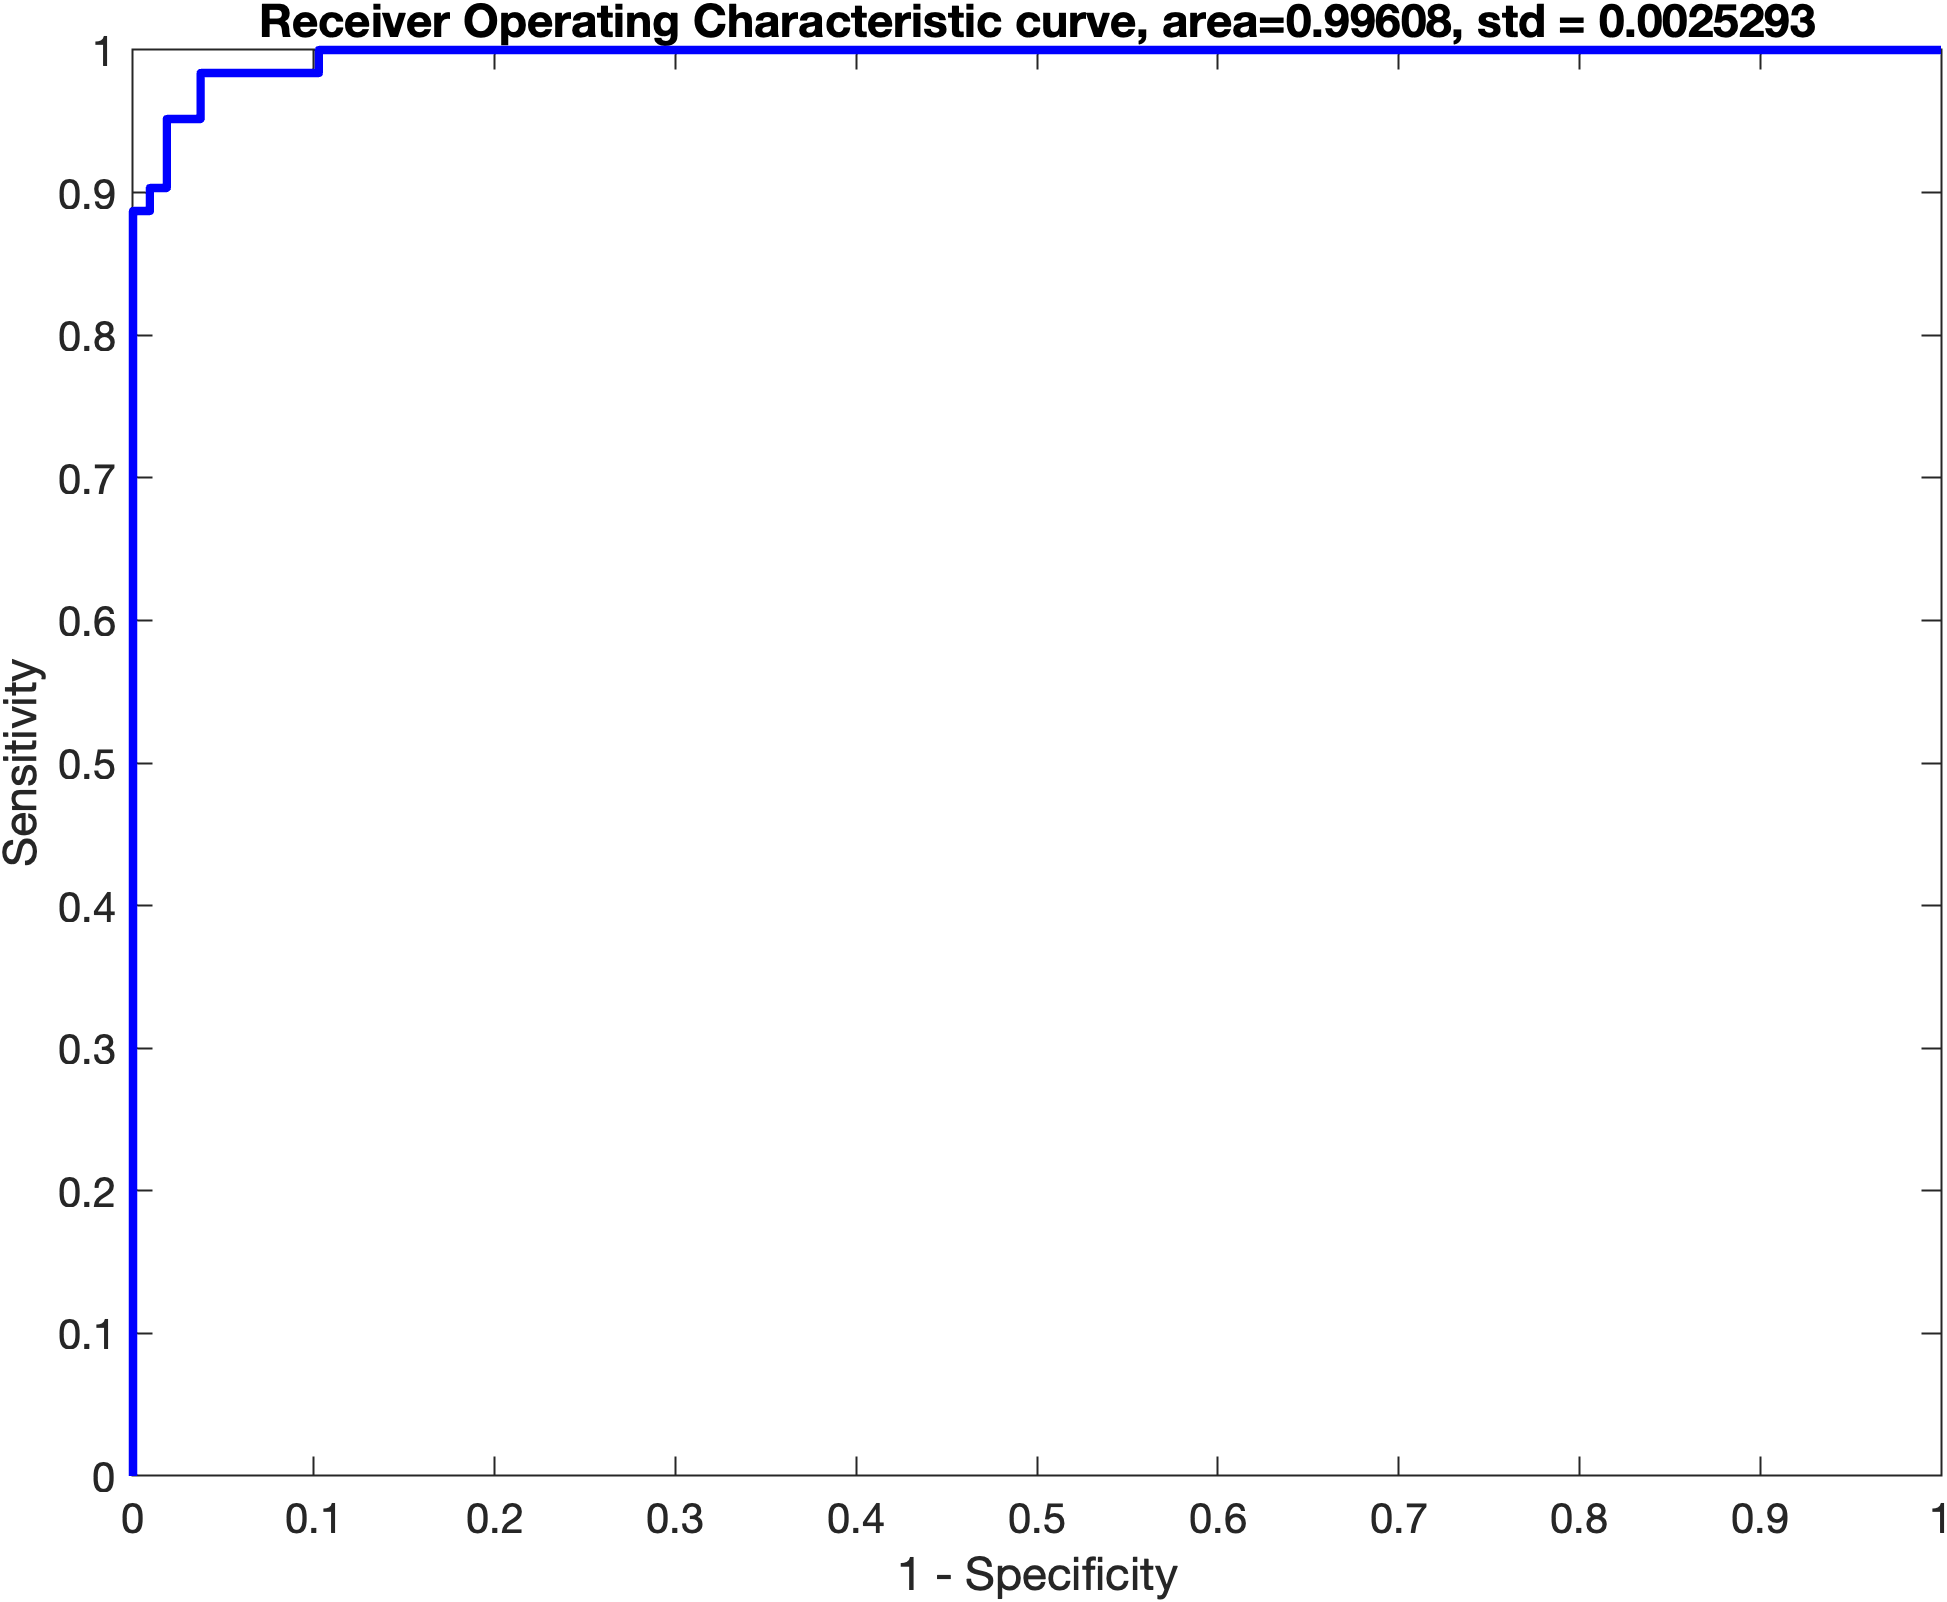 Receiver Operating Characteristic curve, area=0.99608, std = 0.0025293
1
0.9
0.8
0.7
0.6
0.5
0.4
0.3
0.2
0.1
0
Sensitivity
0 0.1 0.2 0.3 0.4 0.5 0.6 0.7 0.8 0.9 1
1 - Specificity